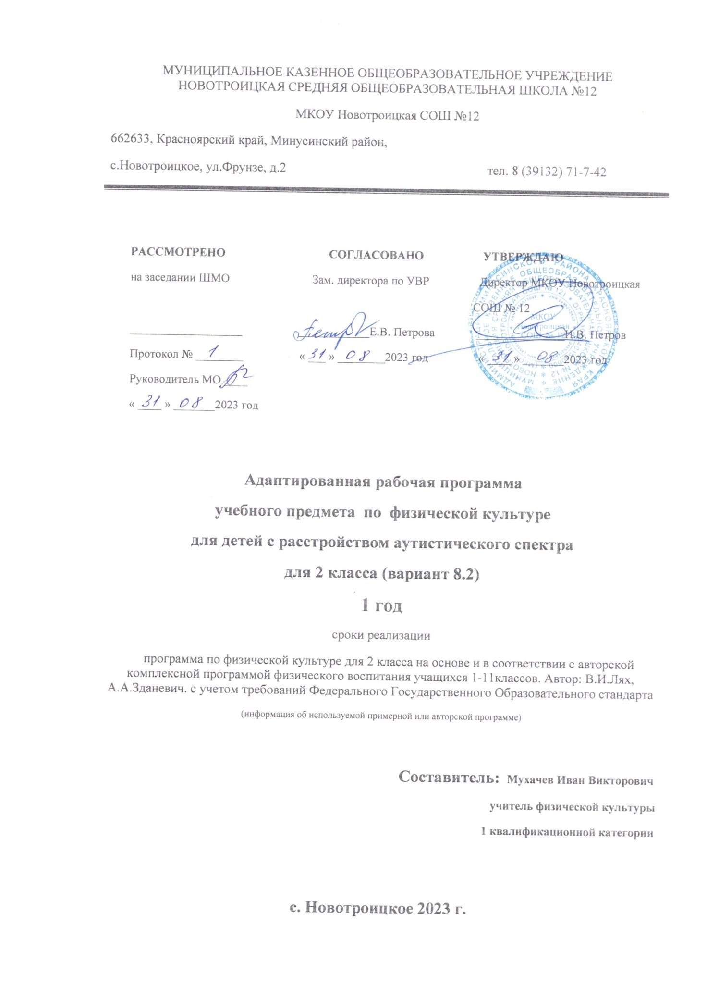 МУНИЦИПАЛЬНОЕ КАЗЕННОЕ ОБЩЕОБРАЗОВАТЕЛЬНОЕ УЧРЕЖДЕНИЕ
НОВОТРОИЦКАЯ СРЕДНЯЯ ОБЩЕОБРАЗОВАТЕЛЬНАЯ ШКОЛА №12
МКОУ Новотроицкая СОШ №12
662633, Красноярский край, Минусинский район,
с.Новотроицкое, ул.Фрунзе, д.2 тел. 8 (39132) 71-7-42
РАССМОТРЕНО
на заседании ШМО
Протокол № 1
Руководитель МО
« 31 » 08 2023 год
СОГЛАСОВАНО
Зам. директора по УВР
Е.В. Петрова
« 31 » 08 2023 год
УТВЕРЖДАЮ
Директор МКОУ Новотроицкая
СОШ № 12
И.В. Петров
« 31 » 08 2023 год
МКОУ
Новотроицкая
СОШ № 12
Адаптированная рабочая программа
учебного предмета по физической культуре
для детей с расстройством аутистического спектра
для 2 класса (вариант 8.2)
1 год
сроки реализации
программа по физической культуре для 2 класса на основе и в соответствии с авторской
комплексной программой физического воспитания учащихся 1-11классов. Автор: В.И.Лях,
А.А.Зданевич. с учетом требований Федерального Государственного Образовательного стандарта
(информация об используемой примерной или авторской программе)
Составитель: Мухачев Иван Викторович
учитель физической культуры
1 квалификационной категории
с. Новотроицкое 2023 г.